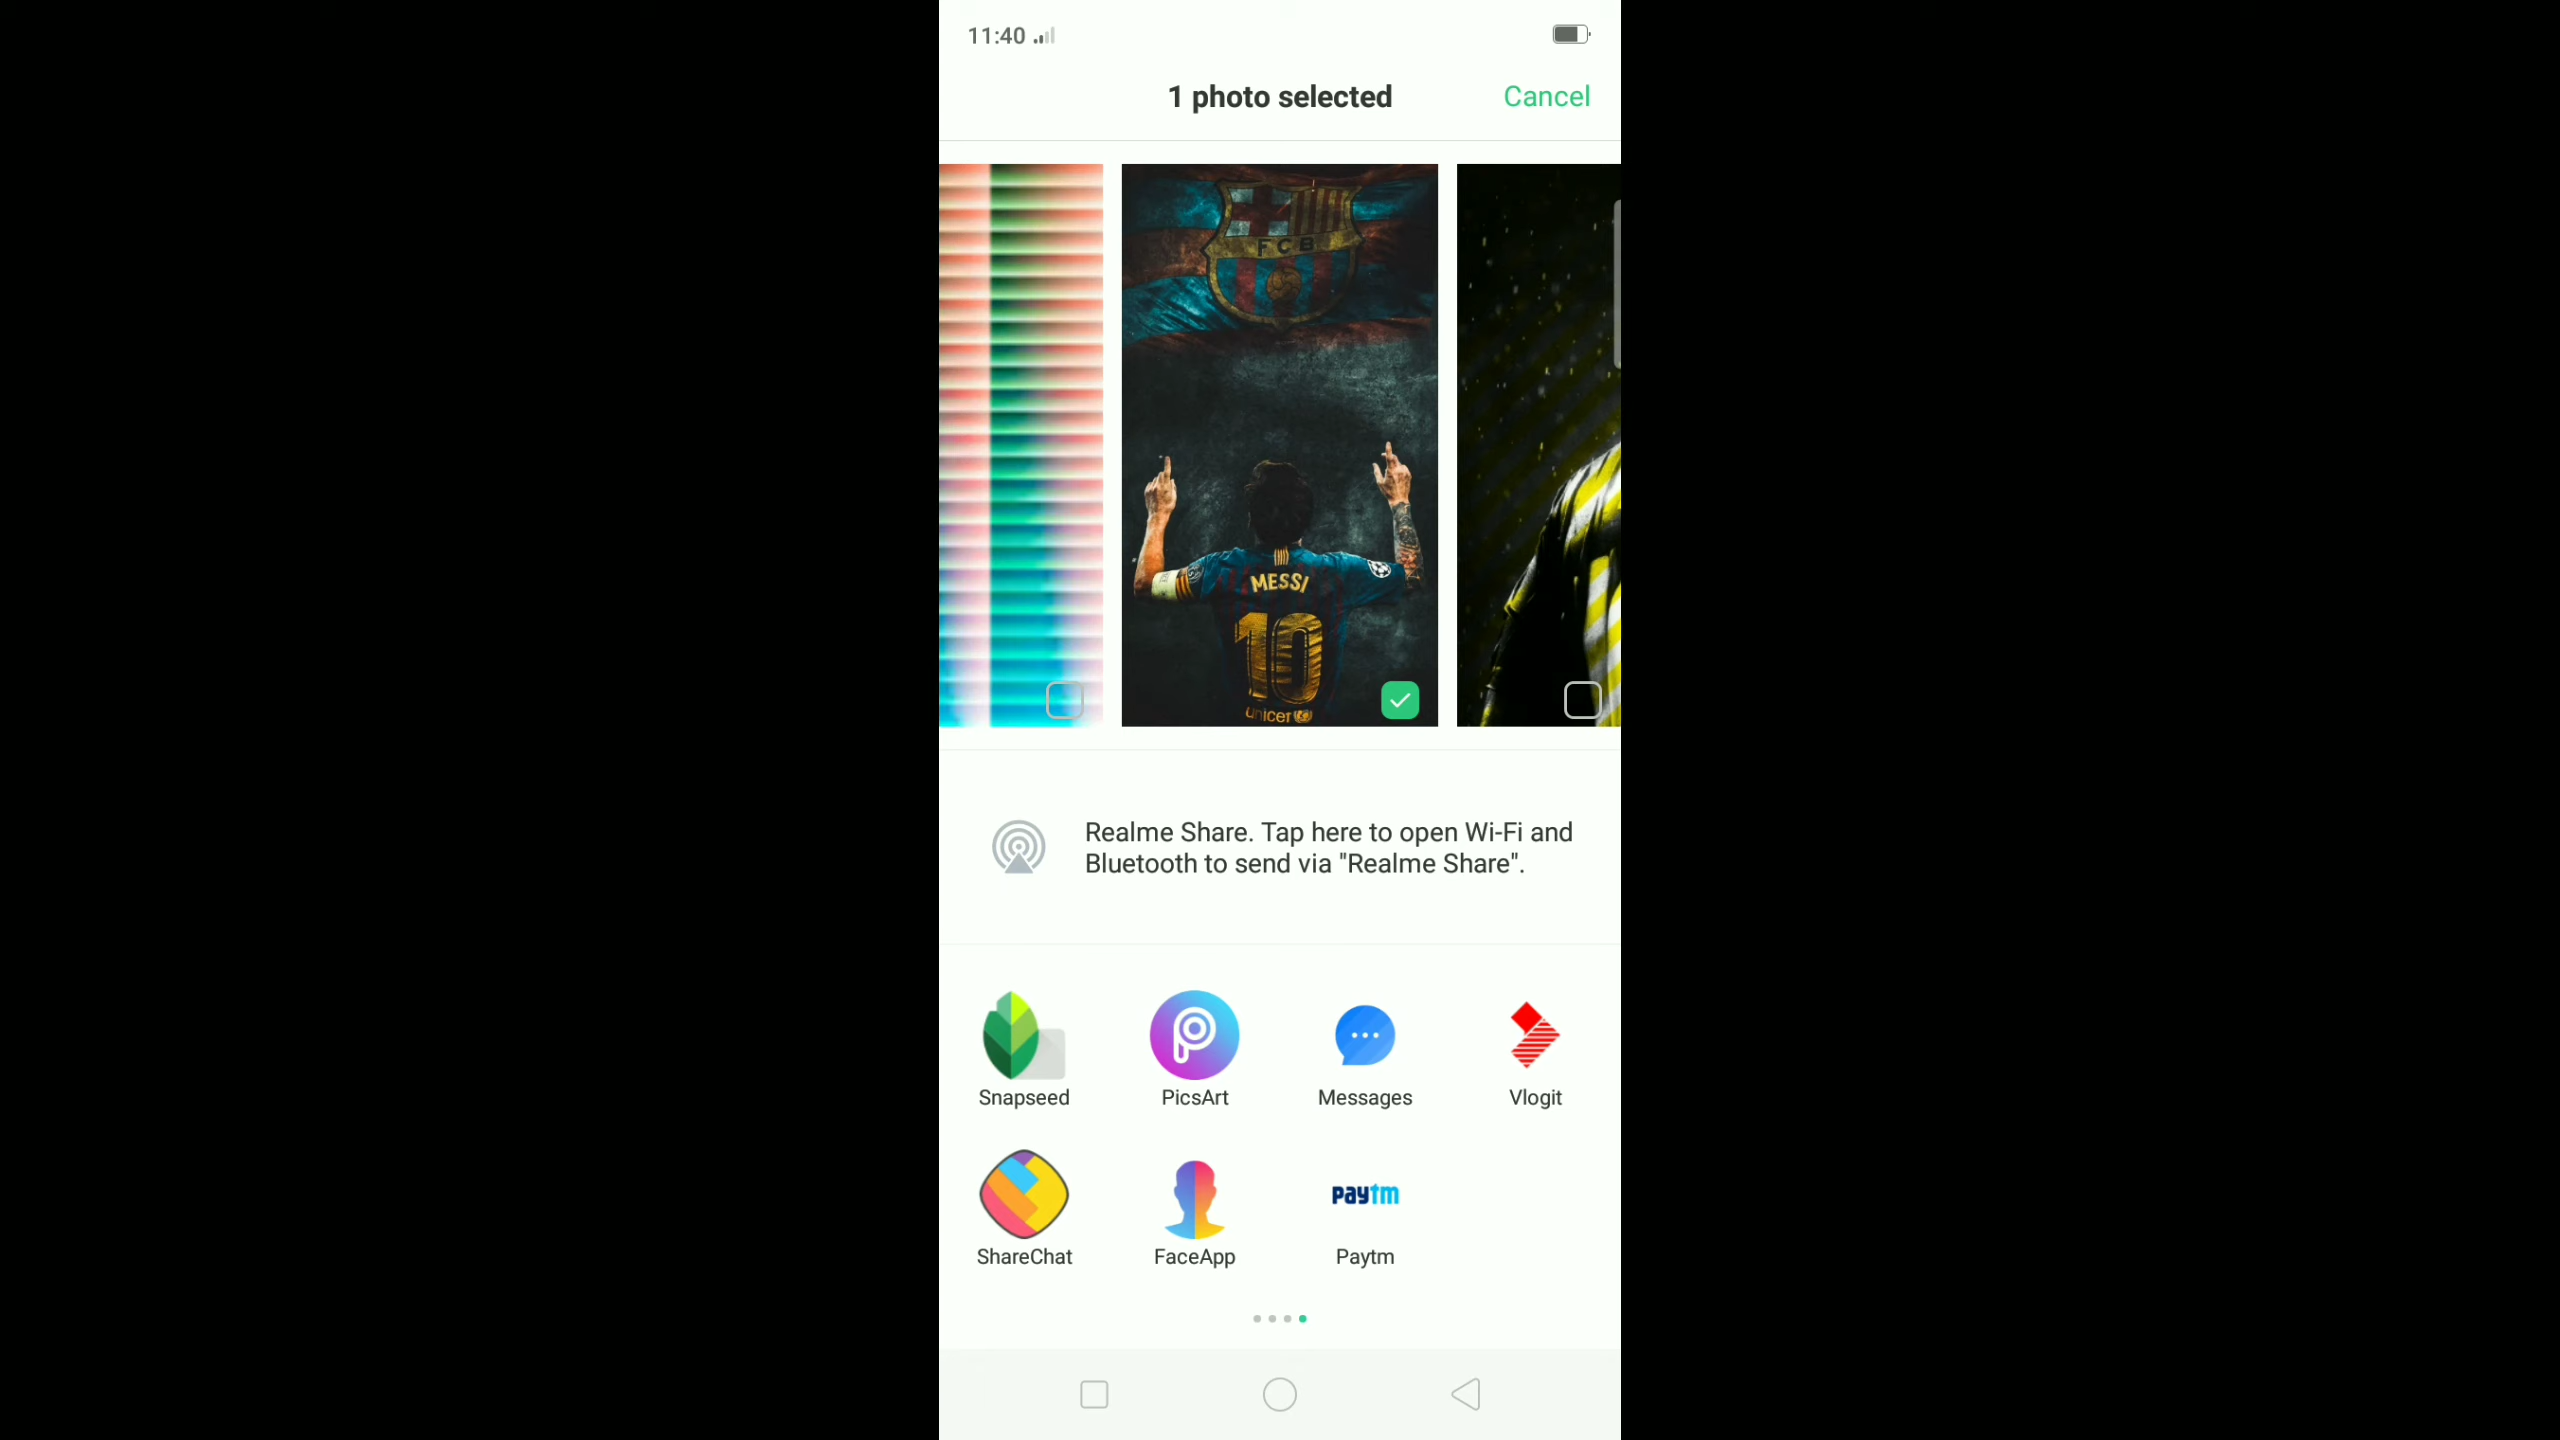 11:40
1 photo selected
Cancel
FCB
MESSI
10
unicef
Realme Share. Tap here to open Wi-Fi and
Bluetooth to send via "Realme Share".
Snapseed
PicsArt
Messages
Vlogit
paytm
ShareChat
FaceApp
Paytm